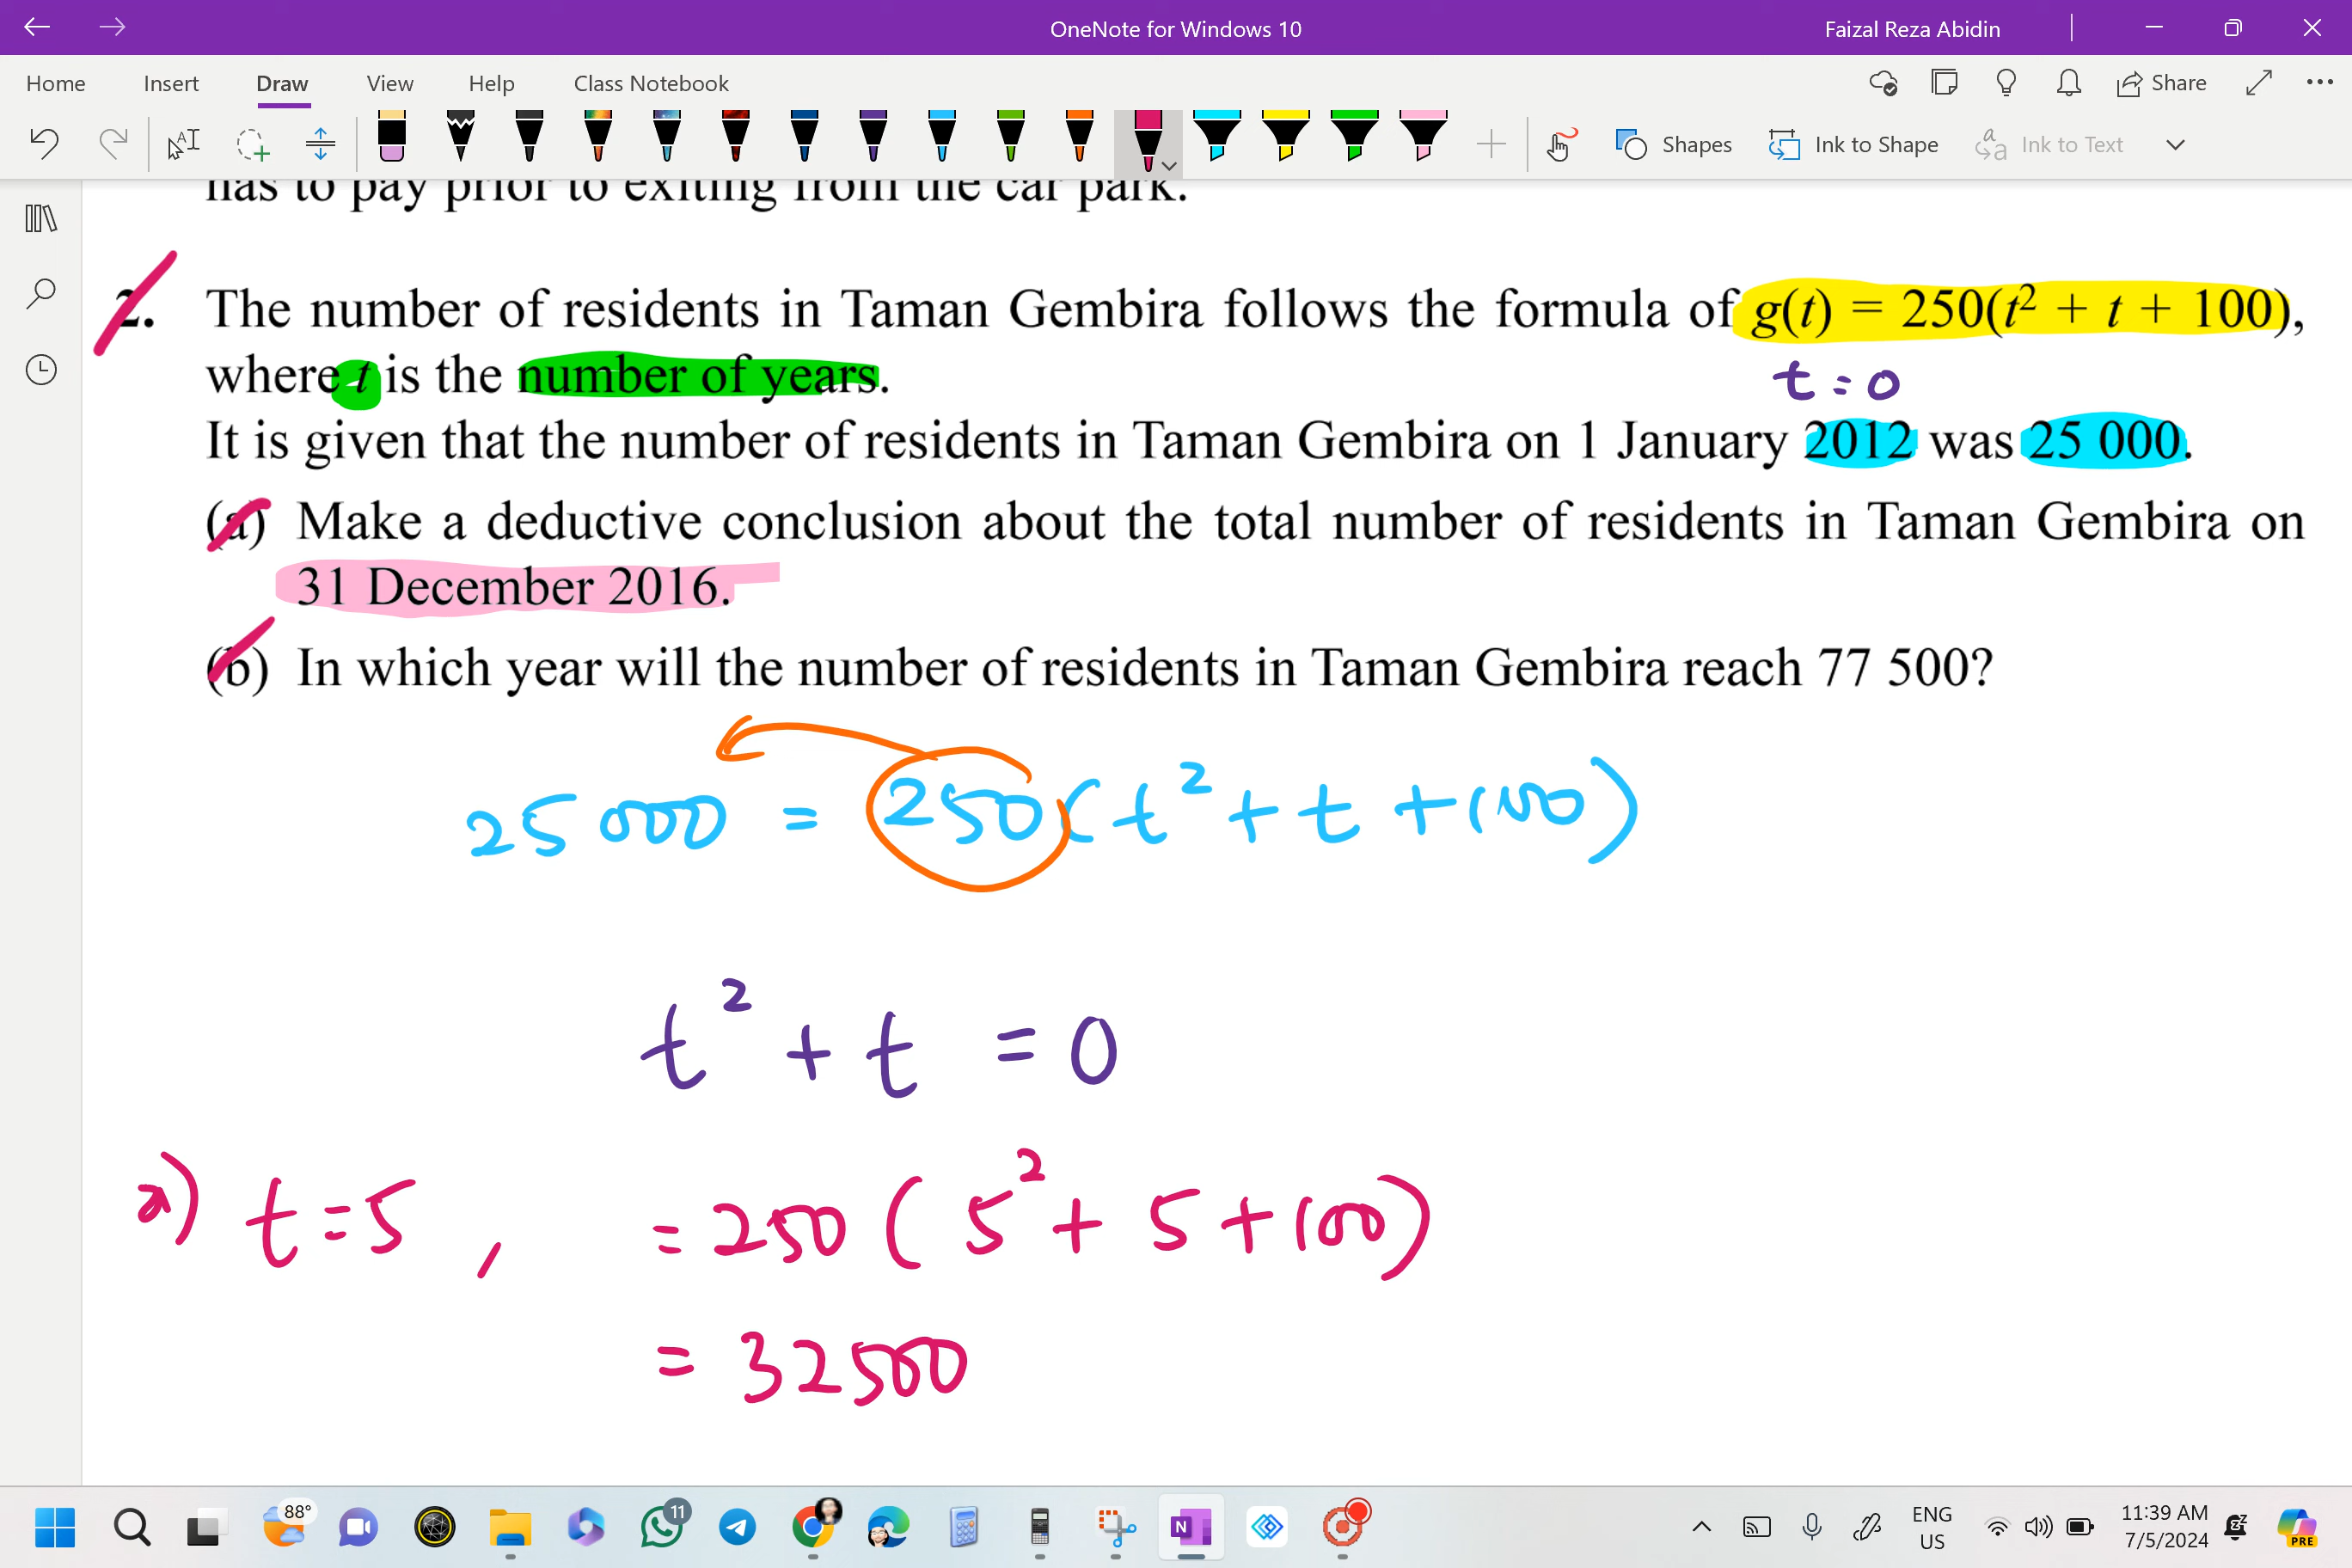 OneNote for Windows 10
Faizal Reza Abidin
Home Insert Draw View Help Class Notebook
Share
Shapes Ink to Shape Ink to Text
has to pay prior to exiting from the car park.
2. The number of residents in Taman Gembira follows the formula of g(t) = 250(t² + t + 100),
where t is the number of years.
t = 0
It is given that the number of residents in Taman Gembira on 1 January 2012 was 25 000.
(a) Make a deductive conclusion about the total number of residents in Taman Gembira on
31 December 2016.
(b) In which year will the number of residents in Taman Gembira reach 77 500?
25 000 = 250(t² + t + 100)
t² + t = 0
a) t = 5, = 250 (5² + 5 + 100)
= 32500
88°
11
N
ENG
US
11:39 AM
7/5/2024
PRE